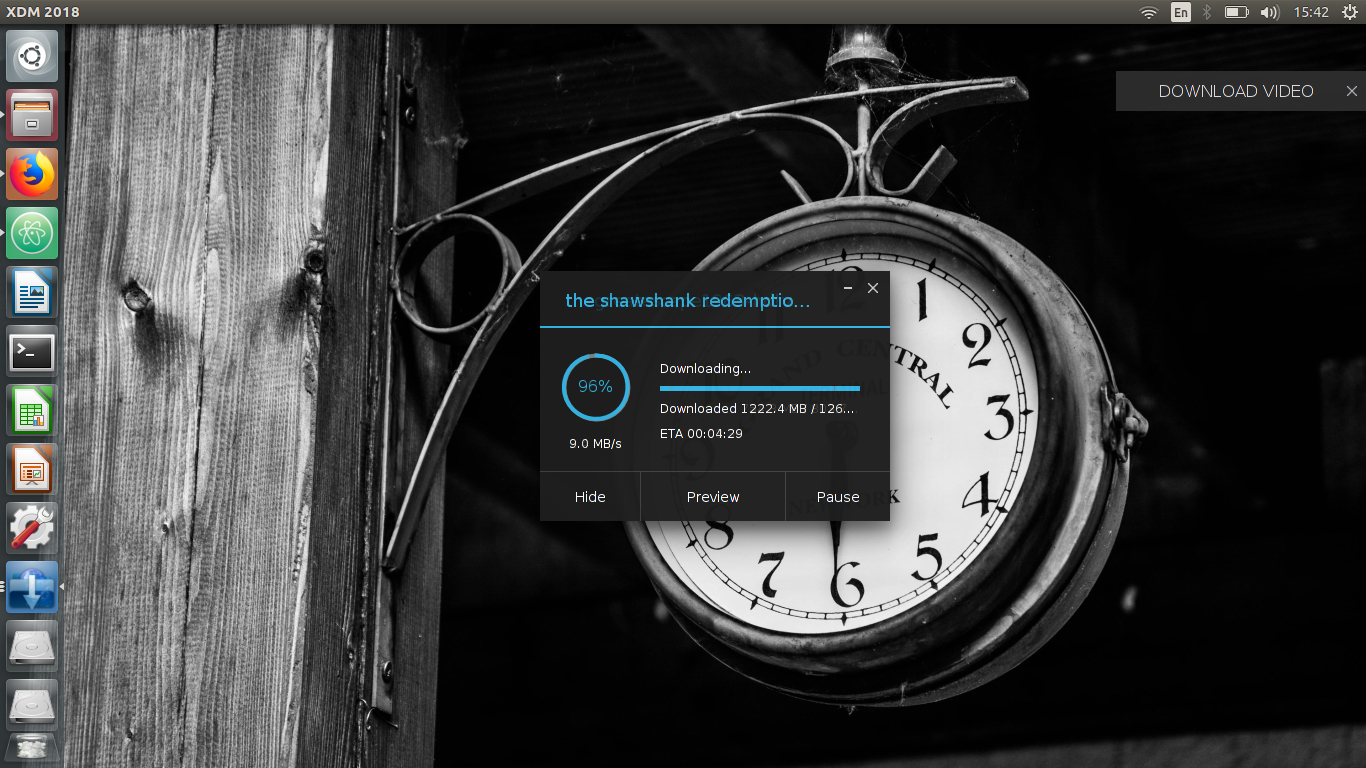 XDM 2018
En
15:42
DOWNLOAD VIDEO
the shawshank redemptio...
96%
9.0 MB/s
Downloading...
Downloaded 1222.4 MB / 126...
ETA 00:04:29
Hide
Preview
Pause
12
1
2
3
4
5
6
7
8
CENTRAL